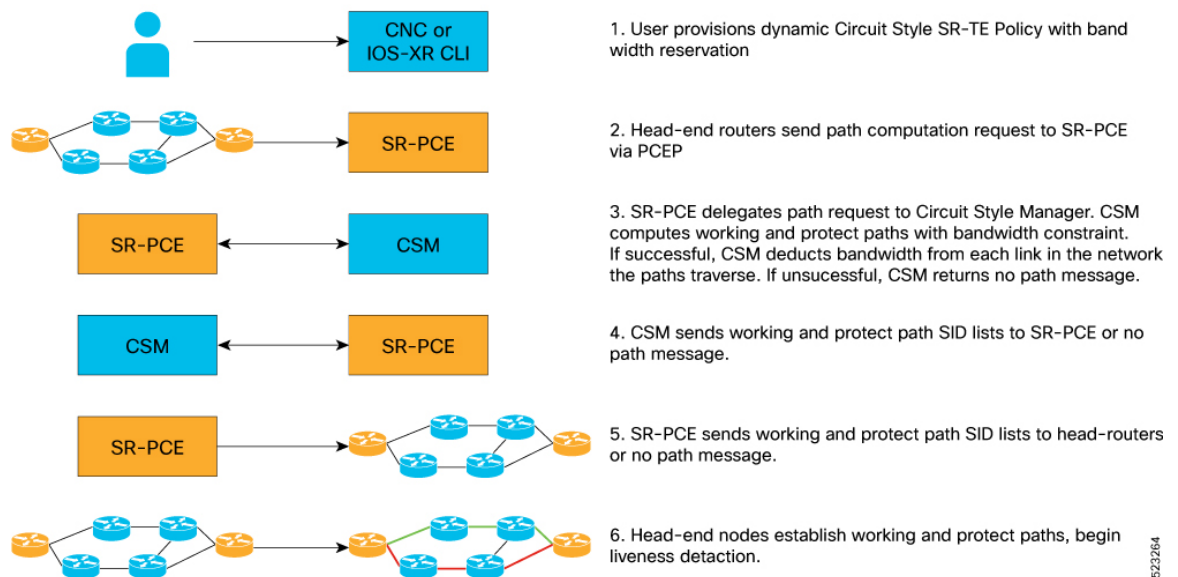 CNC or
IOS-XR CLI
1. User provisions dynamic Circuit Style SR-TE Policy with band
width reservation
SR-PCE
2. Head-end routers send path computation request to SR-PCE
via PCEP
SR-PCE
CSM
3. SR-PCE delegates path request to Circuit Style Manager. CSM
computes working and protect paths with bandwidth constraint.
If successful, CSM deducts bandwidth from each link in the network
the paths traverse. If unsucessful, CSM returns no path message.
CSM
SR-PCE
4. CSM sends working and protect path SID lists to SR-PCE or no
path message.
SR-PCE
5. SR-PCE sends working and protect path SID lists to head-routers
or no path message.
6. Head-end nodes establish working and protect paths, begin
liveness detaction.
523264